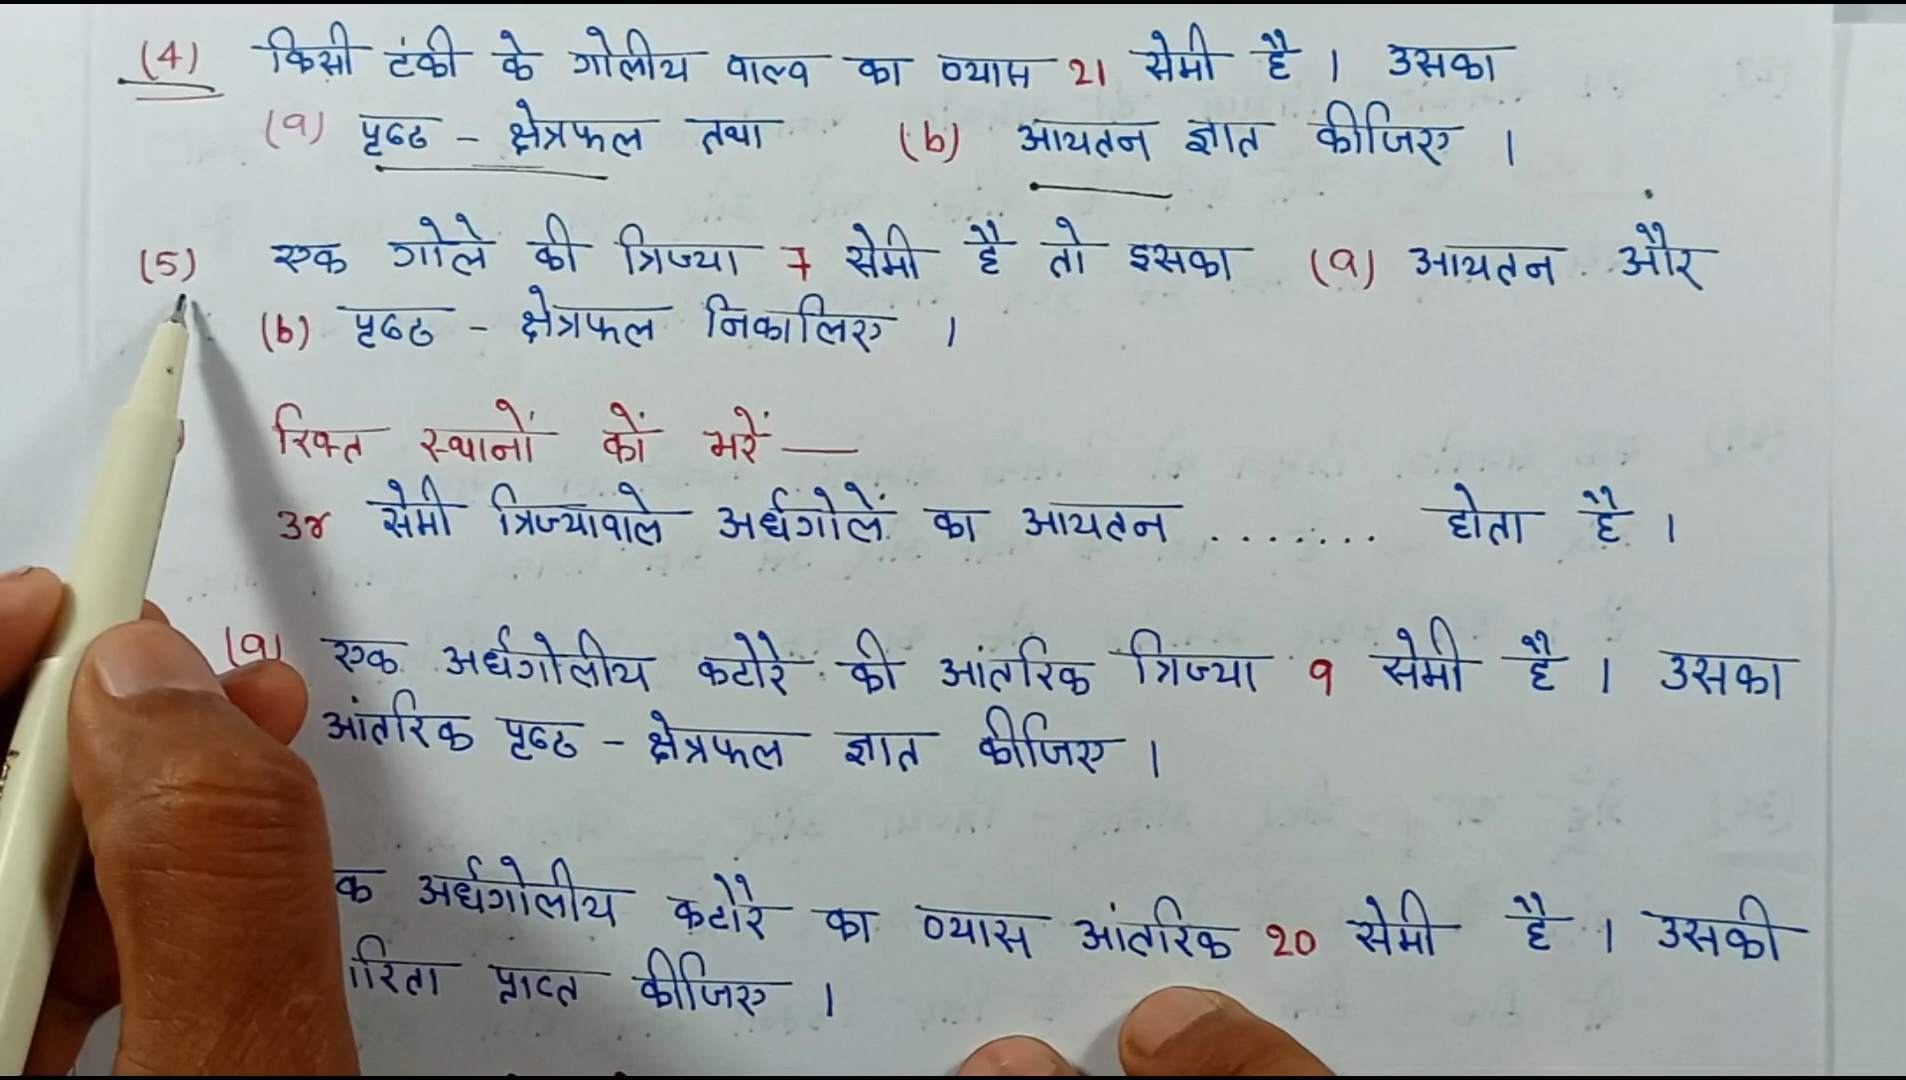 (4) किसी टंकी के गोलीय वाल्व का व्यास 21 सेमी है । उसका
(a) पृष्ठ - क्षेत्रफल तथा (b) आयतन ज्ञात कीजिए ।
(5) एक गोले की त्रिज्या 7 सेमी है तो इसका (a) आयतन और
(b) पृष्ठ - क्षेत्रफल निकालिए ।
रिक्त स्थानों कों भरें —
3r सेमी त्रिज्यावाले अर्धगोलें का आयतन ....... होता है ।
(a) एक अर्धगोलीय कटोरे की आंतरिक त्रिज्या 9 सेमी है । उसका
आंतरिक पृष्ठ - क्षेत्रफल ज्ञात कीजिए ।
क अर्धगोलीय कटोरे का व्यास आंतरिक 20 सेमी है । उसकी
ारिता प्राप्त कीजिए ।